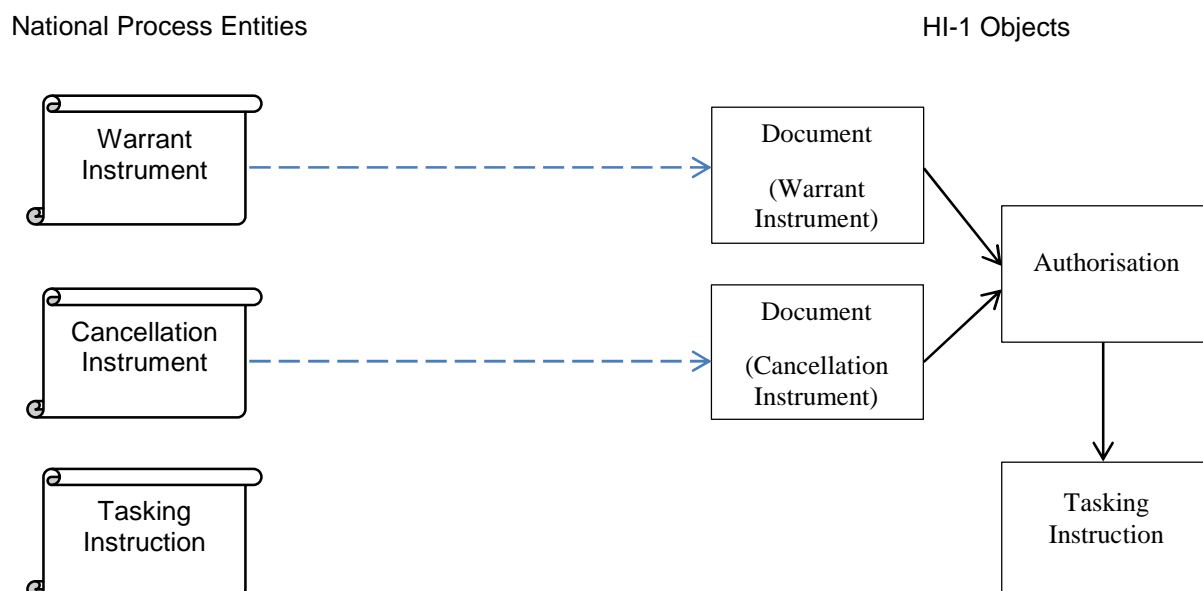 National Process Entities
HI-1 Objects
Warrant
Instrument
Document
(Warrant
Instrument)
Authorisation
Cancellation
Instrument
Document
(Cancellation
Instrument)
Tasking
Instruction
Tasking
Instruction